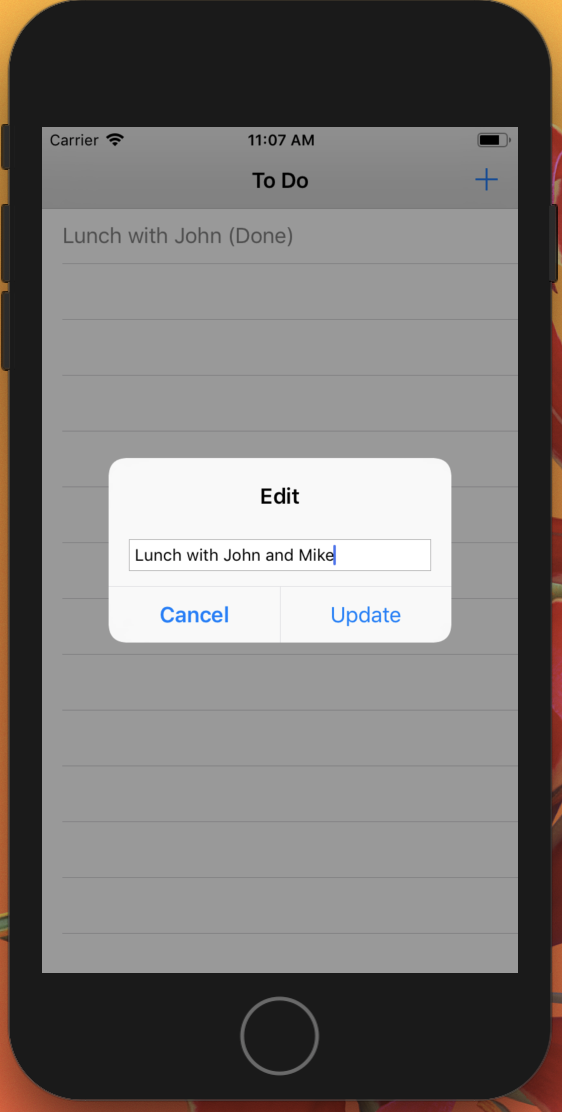 Carrier 11:07 AM
To Do
Lunch with John (Done)
Edit
Lunch with John and Mike
Cancel Update